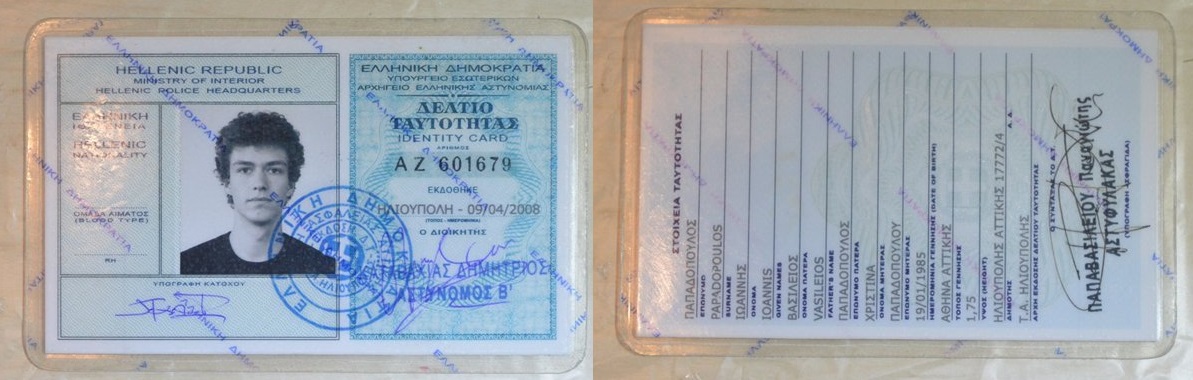 HELLENIC REPUBLIC
MINISTRY OF INTERIOR
HELLENIC POLICE HEADQUARTERS
ΕΛΛΗΝΙΚΗ
HELLENIC
NATIONALITY
ΟΜΑΔΑ ΑΙΜΑΤΟΣ
(BLOOD TYPE)
RH
ΥΠΟΓΡΑΦΗ ΚΑΤΟΧΟΥ
ΕΛΛΗΝΙΚΗ ΔΗΜΟΚΡΑΤΙΑ
ΥΠΟΥΡΓΕΙΟ ΕΣΩΤΕΡΙΚΩΝ
ΑΡΧΗΓΕΙΟ ΕΛΛΗΝΙΚΗΣ ΑΣΤΥΝΟΜΙΑΣ
ΔΕΛΤΙΟ
ΤΑΥΤΟΤΗΤΑΣ
IDENTITY CARD
ΑΡΙΘΜΟΣ
ΑΖ 601679
ΕΚΔΟΘΗΚΕ
ΗΛΙΟΥΠΟΛΗ - 09/04/2008
Ο ΔΙΟΙΚΗΤΗΣ
ΔΗΜΗΤΡΙΟΣ
ΑΣΤΥΝΟΜΟΣ Β'
ΣΤΟΙΧΕΙΑ ΤΑΥΤΟΤΗΤΑΣ
ΠΑΠΑΔΟΠΟΥΛΟΣ
ΕΠΩΝΥΜΟ
PAPADOPOULOS
SURNAME
ΙΩΑΝΝΗΣ
ΟΝΟΜΑ
IOANNIS
GIVEN NAMES
ΒΑΣΙΛΕΙΟΣ
ΟΝΟΜΑ ΠΑΤΕΡΑ
VASILEIOS
FATHER'S NAME
ΠΑΠΑΔΟΠΟΥΛΟΣ
ΕΠΩΝΥΜΟ ΠΑΤΕΡΑ
ΧΡΙΣΤΙΝΑ
ΟΝΟΜΑ ΜΗΤΕΡΑΣ
ΠΑΠΑΔΟΠΟΥΛΟΥ
ΕΠΩΝΥΜΟ ΜΗΤΕΡΑΣ
19/01/1985
ΗΜΕΡΟΜΗΝΙΑ ΓΕΝΝΗΣΗΣ (DATE OF BIRTH)
ΑΘΗΝΑ ΑΤΤΙΚΗΣ
ΤΟΠΟΣ ΓΕΝΝΗΣΗΣ
1,75
ΥΨΟΣ (HEIGHT)
ΗΛΙΟΥΠΟΛΗΣ ΑΤΤΙΚΗΣ 17772/4
ΔΗΜΟΤΗΣ Α. Α.
Τ.Α. ΗΛΙΟΥΠΟΛΗΣ
ΑΡΧΗ ΕΚΔΟΣΗΣ ΔΕΛΤΙΟΥ ΤΑΥΤΟΤΗΤΑΣ
Ο ΣΥΝΤΑΞΑΣ ΤΟ Δ.Τ.
ΠΑΠΑΒΑΣΙΛΕΙΟΥ Παναγιώτης
ΑΣΤΥΦΥΛΑΚΑΣ
(ΥΠΟΓΡΑΦΗ ΣΦΡΑΓΙΔΑ)